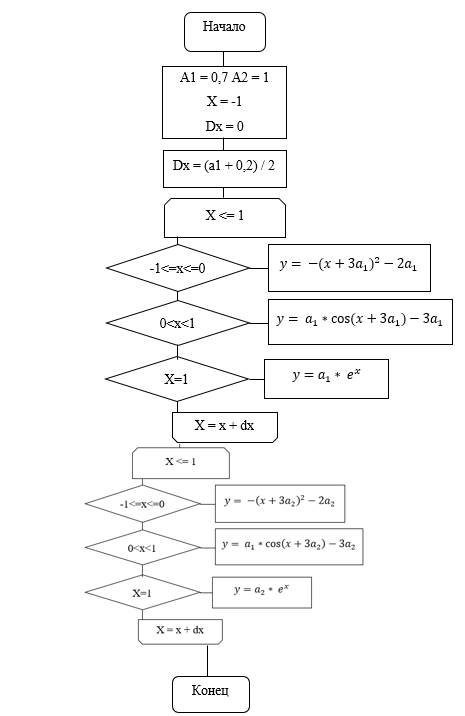 Начало
A1 = 0,7 A2 = 1
X = -1
Dx = 0
Dx = (a1 + 0,2) / 2
X <= 1
-1<=x<=0
y = −(x + 3a₁)² − 2a₁
0<x<1
y = a₁ * cos(x + 3a₁) − 3a₁
X=1
y = a₁ * eˣ
X = x + dx
X <= 1
-1<=x<=0
y = −(x + 3a₂)² − 2a₂
0<x<1
y = a₁ * cos(x + 3a₂) − 3a₂
X=1
y = a₂ * eˣ
X = x + dx
Конец